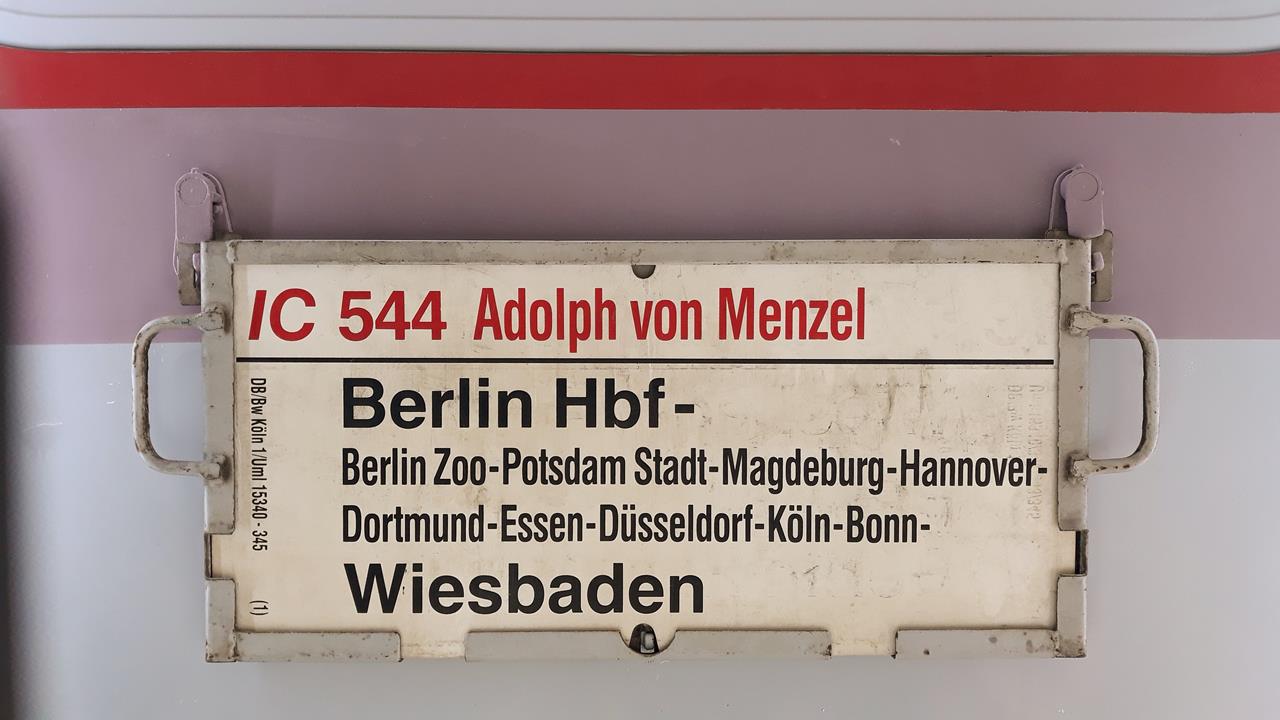 IC 544 Adolph von Menzel
Berlin Hbf-
Berlin Zoo-Potsdam Stadt-Magdeburg-Hannover-
Dortmund-Essen-Düsseldorf-Köln-Bonn-
Wiesbaden
DB/Bw Köln 1/Uml 15340 - 345 (1)